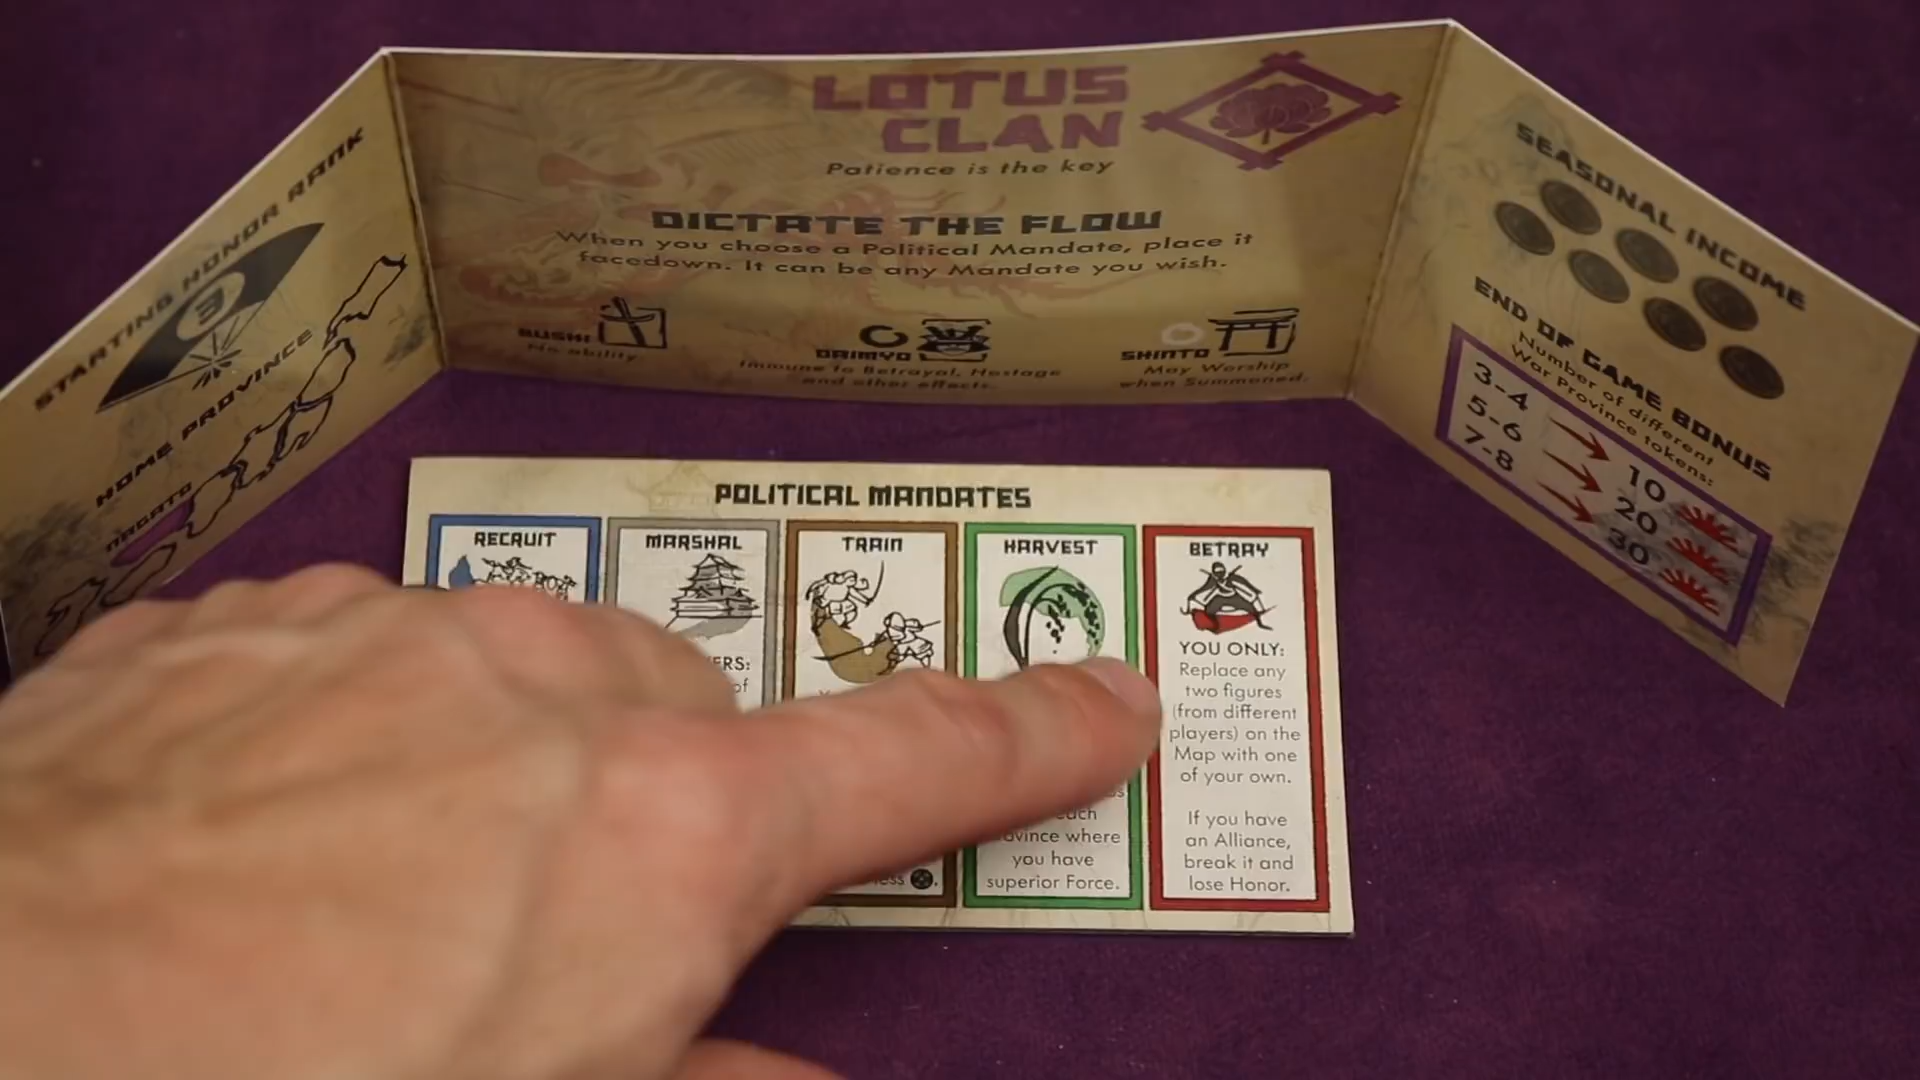 STARTING HONOR RANK
3
HOME PROVINCE
NAGATO
LOTUS
CLAN
Patience is the key
DICTATE THE FLOW
When you choose a Political Mandate, place it
facedown. It can be any Mandate you wish.
BUSHI
No ability
DAIMYO
Immune to Betrayal, Hostage
and other effects.
SHINTO
May Worship
when Summoned.
SEASONAL INCOME
END OF GAME BONUS
Number of different
War Province tokens:
3-4 10
5-6 20
7-8 30
POLITICAL MANDATES
RECRUIT
MARSHAL
of
TRAIN
HARVEST
where
you have
superior Force.
BETRAY
YOU ONLY:
Replace any
two figures
(from different
players) on the
Map with one
of your own.
If you have
an Alliance,
break it and
lose Honor.